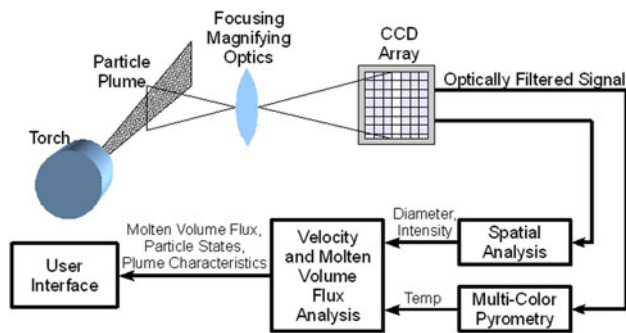 Focusing
Magnifying
Optics
CCD
Array
Particle
Plume
Optically Filtered Signal
Torch
Molten Volume Flux,
Particle States,
Plume Characteristics
Diameter,
Intensity
Velocity
and Molten
Volume
Flux
Analysis
Spatial
Analysis
User
Interface
Temp
Multi-Color
Pyrometry